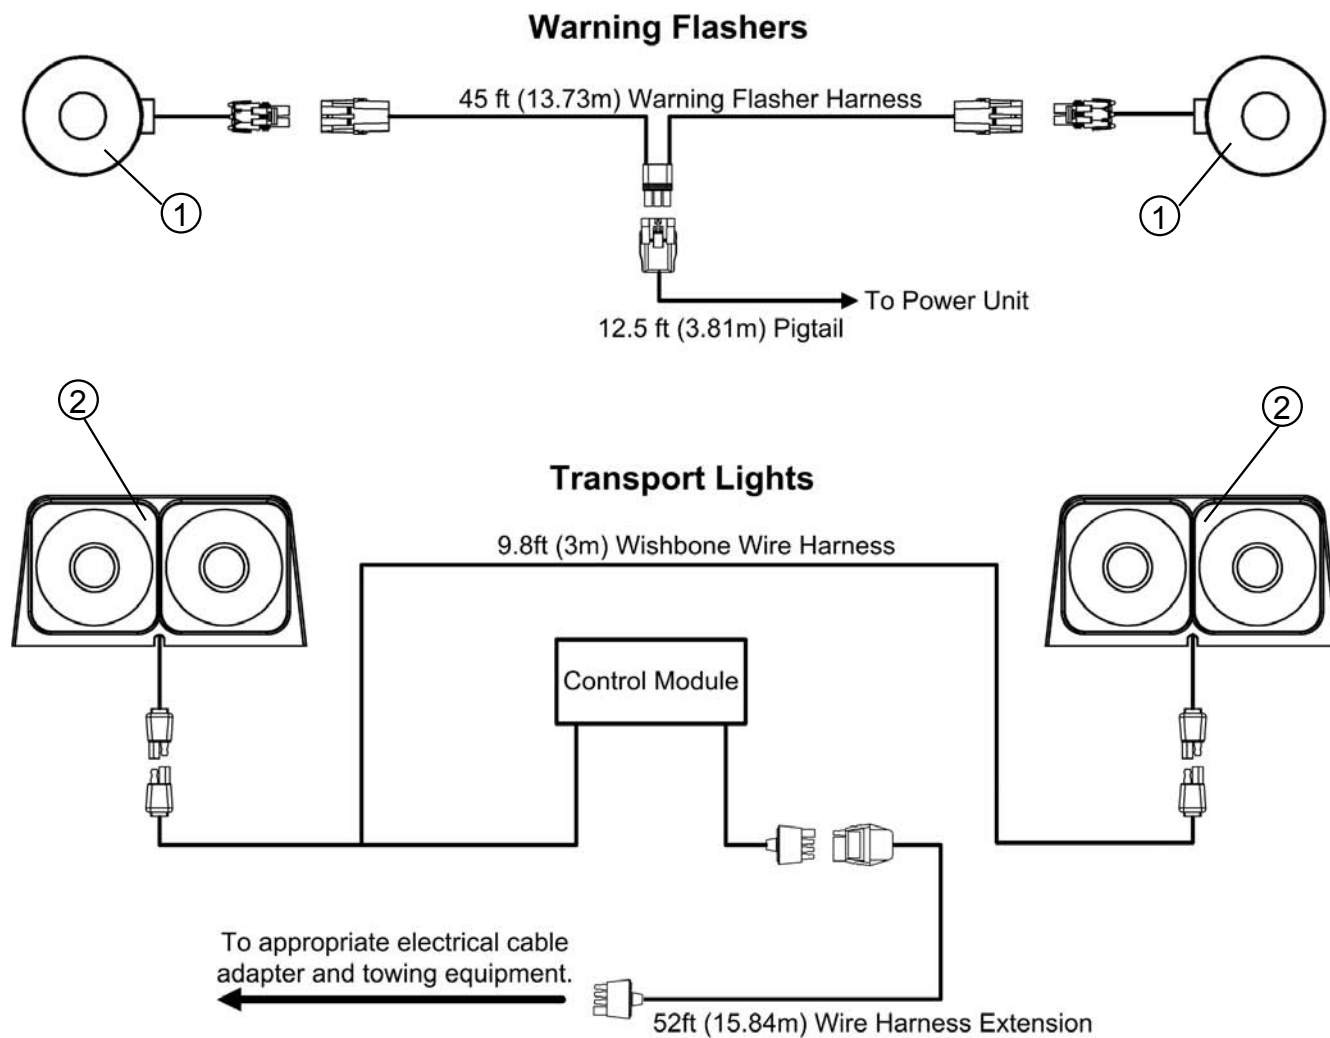 Warning Flashers
45 ft (13.73m) Warning Flasher Harness
1
1
To Power Unit
12.5 ft (3.81m) Pigtail
2
2
Transport Lights
9.8ft (3m) Wishbone Wire Harness
Control Module
To appropriate electrical cable
adapter and towing equipment.
52ft (15.84m) Wire Harness Extension